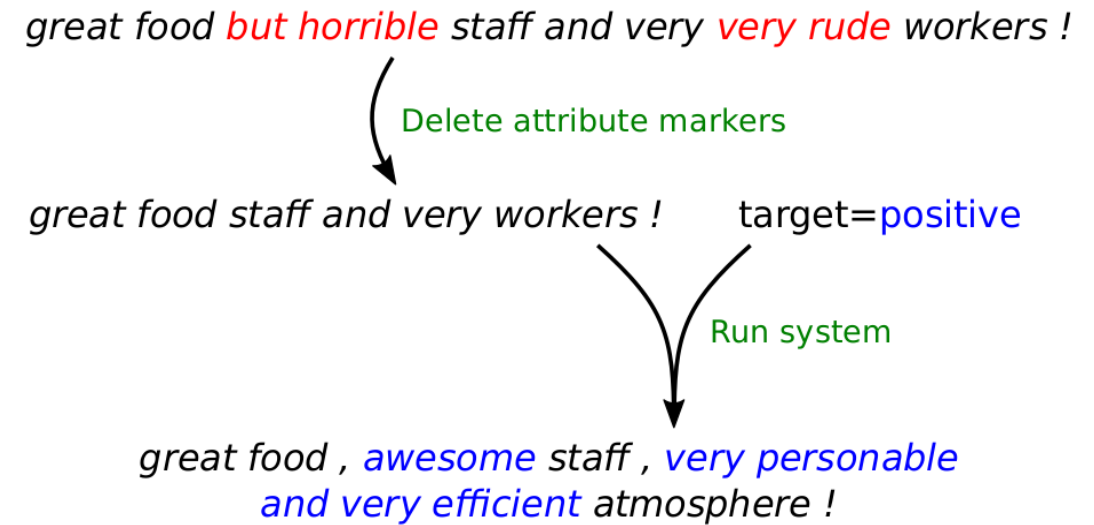 great food but horrible staff and very very rude workers !
Delete attribute markers
great food staff and very workers !
target=positive
Run system
great food , awesome staff , very personable
and very efficient atmosphere !